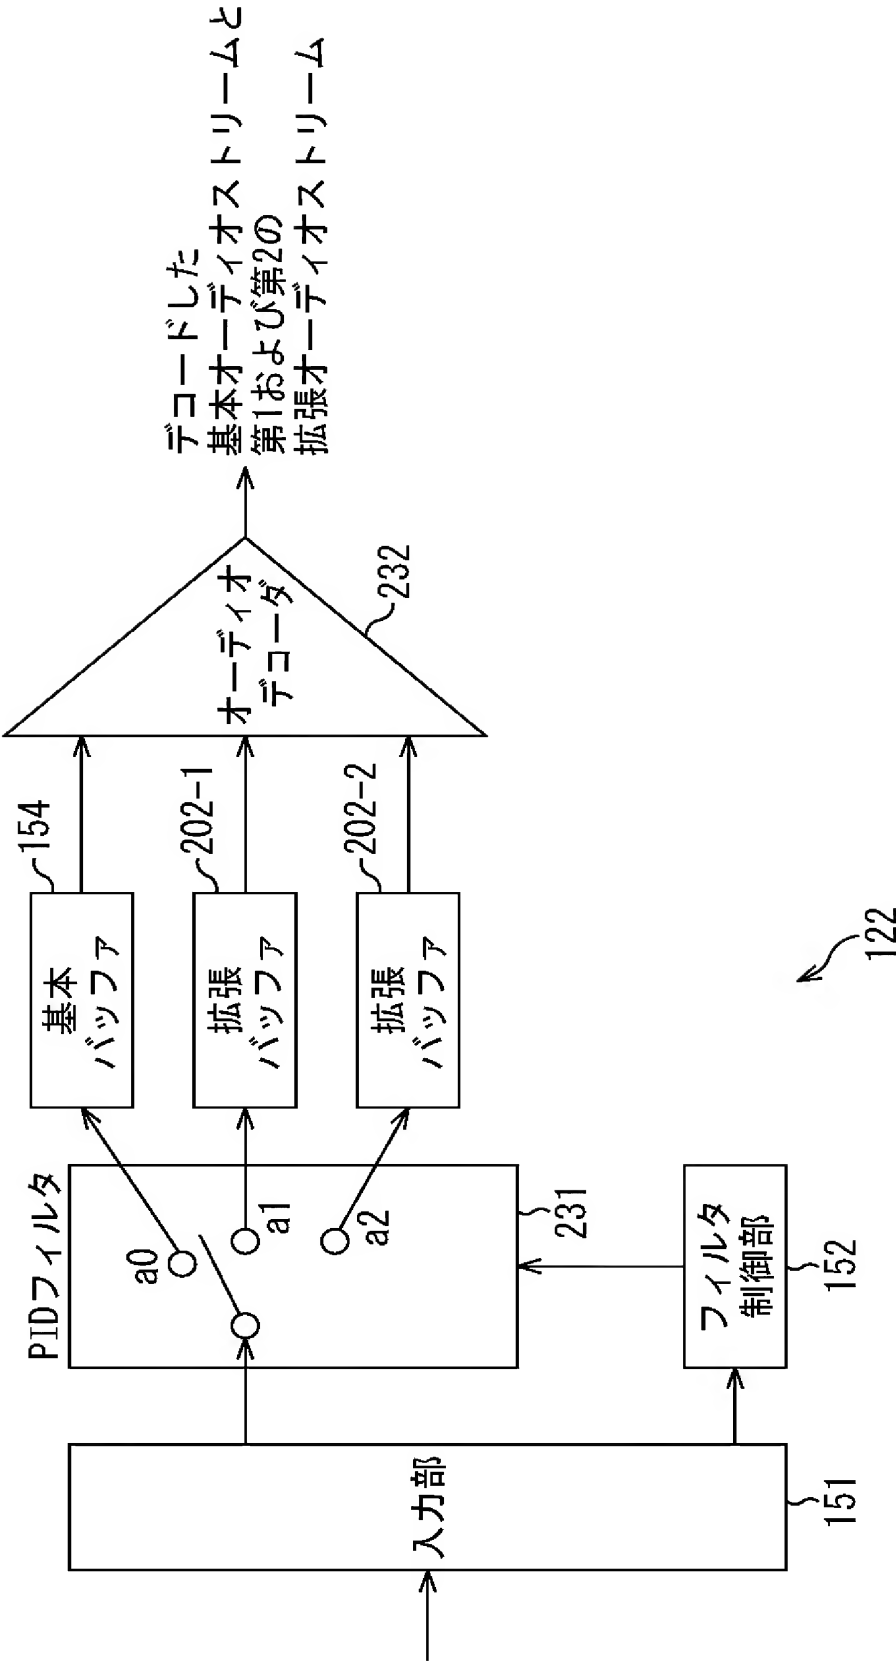 入力部
151
PIDフィルタ
a0
a1
a2
231
フィルタ
制御部
152
基本
バッファ
154
拡張
バッファ
202-1
拡張
バッファ
202-2
オーディオ
デコーダ
232
デコードした
基本オーディオストリームと
第1および第2の
拡張オーディオストリーム
122